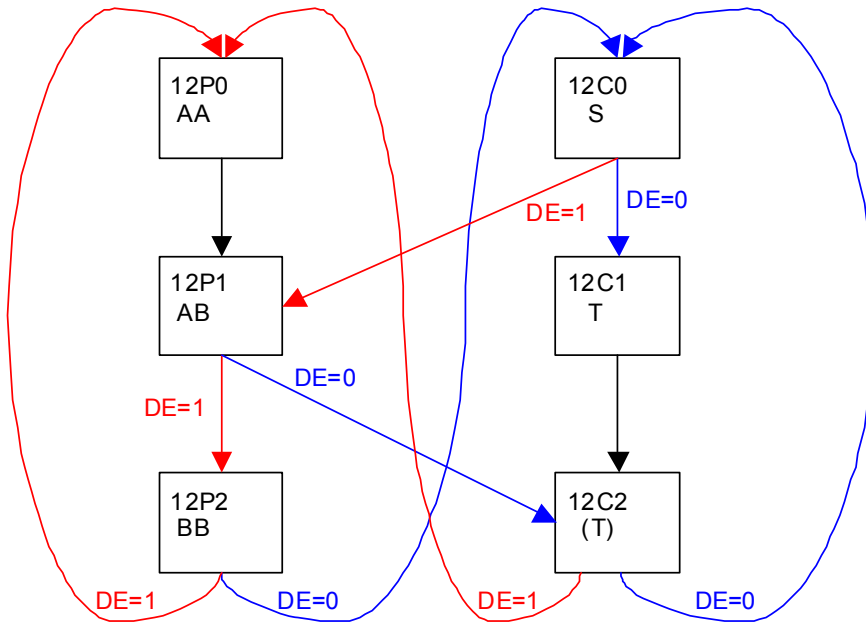 12P0
AA
12C0
S
DE=1
DE=0
12P1
AB
12C1
T
DE=0
DE=1
12P2
BB
12C2
(T)
DE=1
DE=0
DE=1
DE=0